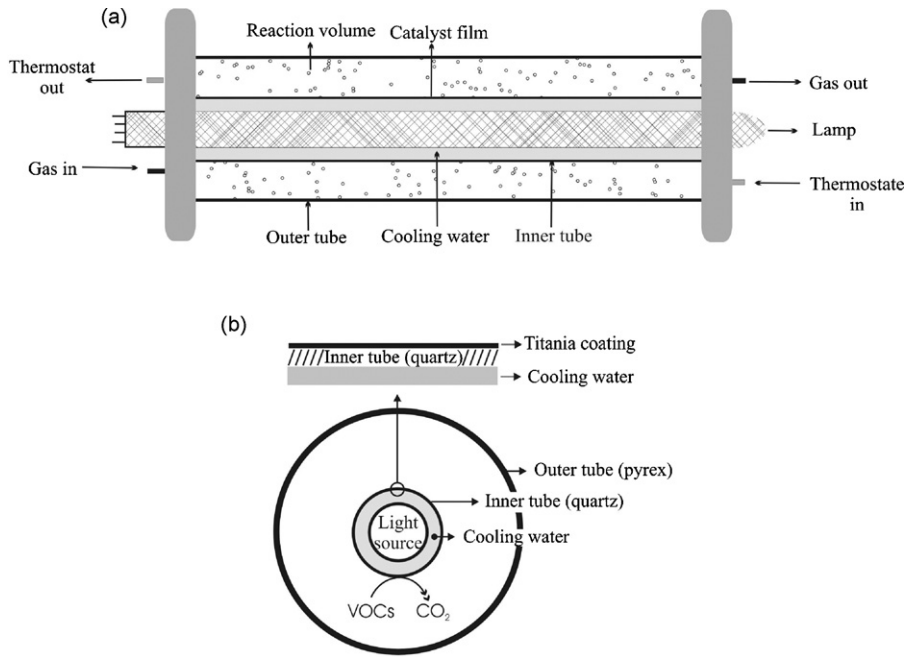 (a)
Reaction volume
Catalyst film
Thermostat
out
Gas out
Lamp
Gas in
Thermostate
in
Outer tube
Cooling water
Inner tube
(b)
Titania coating
Inner tube (quartz)
Cooling water
Outer tube (pyrex)
Inner tube (quartz)
Light
source
Cooling water
VOCs
CO₂